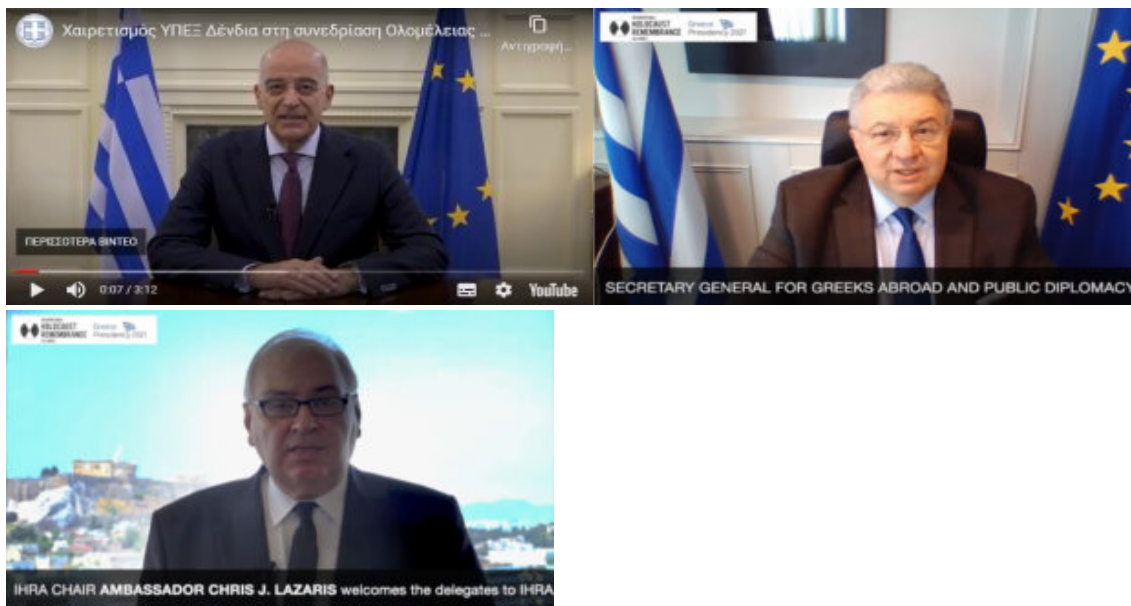 Χαιρετισμός ΥΠΕΞ Δένδια στη συνεδρίαση Ολομέλειας ...
Αντιγραφή...
ΠΕΡΙΣΣΟΤΕΡΑ ΒΙΝΤΕΟ
0:07 / 3:12
YouTube
HOLOCAUST
REMEMBRANCE
Greece
Presidency 2021
SECRETARY GENERAL FOR GREEKS ABROAD AND PUBLIC DIPLOMACY
HOLOCAUST
REMEMBRANCE
Greece
Presidency 2021
IHRA CHAIR AMBASSADOR CHRIS J. LAZARIS welcomes the delegates to IHRA